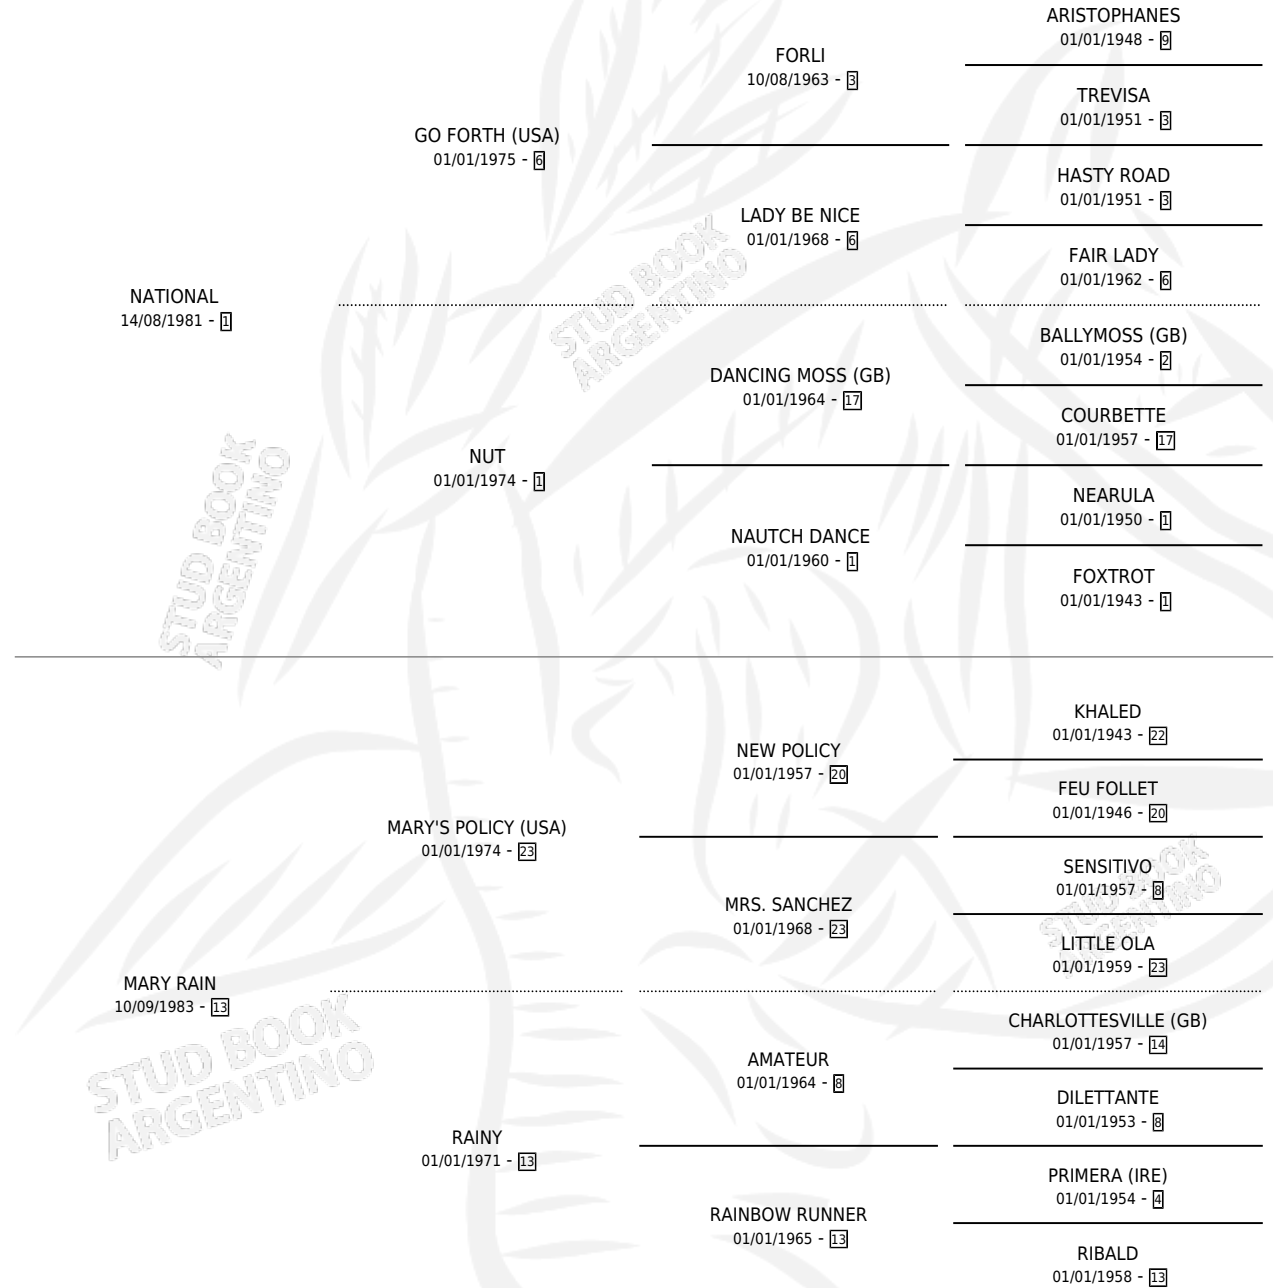 ARISTOPHANES
01/01/1948 - 9
FORLI
10/08/1963 - 3
TREVISA
01/01/1951 - 3
GO FORTH (USA)
01/01/1975 - 6
HASTY ROAD
01/01/1951 - 3
LADY BE NICE
01/01/1968 - 6
FAIR LADY
01/01/1962 - 6
NATIONAL
14/08/1981 - 1
STUD BOOK
ARGENTINO
BALLYMOSS (GB)
01/01/1954 - 2
DANCING MOSS (GB)
01/01/1964 - 17
COURBETTE
01/01/1957 - 17
NUT
01/01/1974 - 1
NEARULA
01/01/1950 - 1
NAUTCH DANCE
01/01/1960 - 1
FOXTROT
01/01/1943 - 1
STUD BOOK
ARGENTINO
KHALED
01/01/1943 - 22
NEW POLICY
01/01/1957 - 20
FEU FOLLET
01/01/1946 - 20
MARY'S POLICY (USA)
01/01/1974 - 23
SENSITIVO
01/01/1957 - 8
MRS. SANCHEZ
01/01/1968 - 23
LITTLE OLA
01/01/1959 - 23
STUD BOOK
ARGENTINO
MARY RAIN
10/09/1983 - 13
CHARLOTTESVILLE (GB)
01/01/1957 - 14
AMATEUR
01/01/1964 - 8
DILETTANTE
01/01/1953 - 8
STUD BOOK
ARGENTINO
RAINY
01/01/1971 - 13
PRIMERA (IRE)
01/01/1954 - 4
RAINBOW RUNNER
01/01/1965 - 13
RIBALD
01/01/1958 - 13